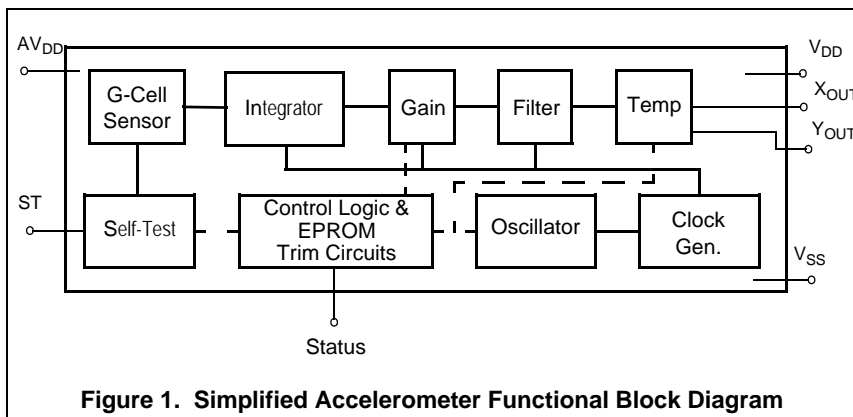 AVDD
VDD
G-Cell
Sensor
Integrator
Gain
Filter
Temp
XOUT
YOUT
ST
Self-Test
Control Logic &
EPROM
Trim Circuits
Oscillator
Clock
Gen.
VSS
Status
Figure 1. Simplified Accelerometer Functional Block Diagram